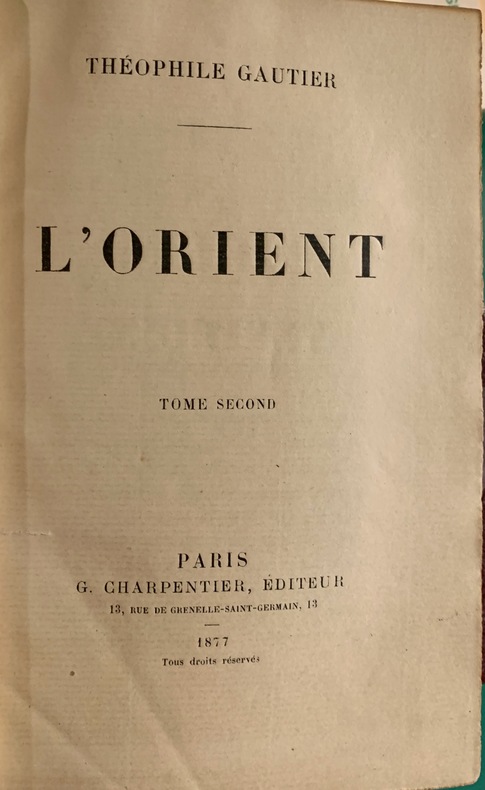 THÉOPHILE GAUTIER
L'ORIENT
TOME SECOND
PARIS
G. CHARPENTIER, ÉDITEUR
13, RUE DE GRENELLE-SAINT-GERMAIN, 13
1877
Tous droits réservés